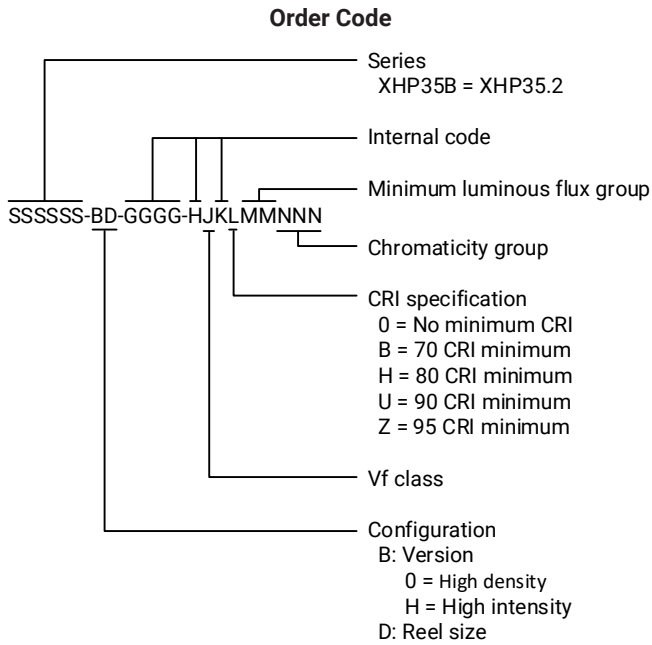 Order Code
Series
XHP35B = XHP35.2
Internal code
Minimum luminous flux group
SSSSSS-BD-GGGG-HJKLMMNNN
Chromaticity group
CRI specification
0 = No minimum CRI
B = 70 CRI minimum
H = 80 CRI minimum
U = 90 CRI minimum
Z = 95 CRI minimum
Vf class
Configuration
B: Version
0 = High density
H = High intensity
D: Reel size